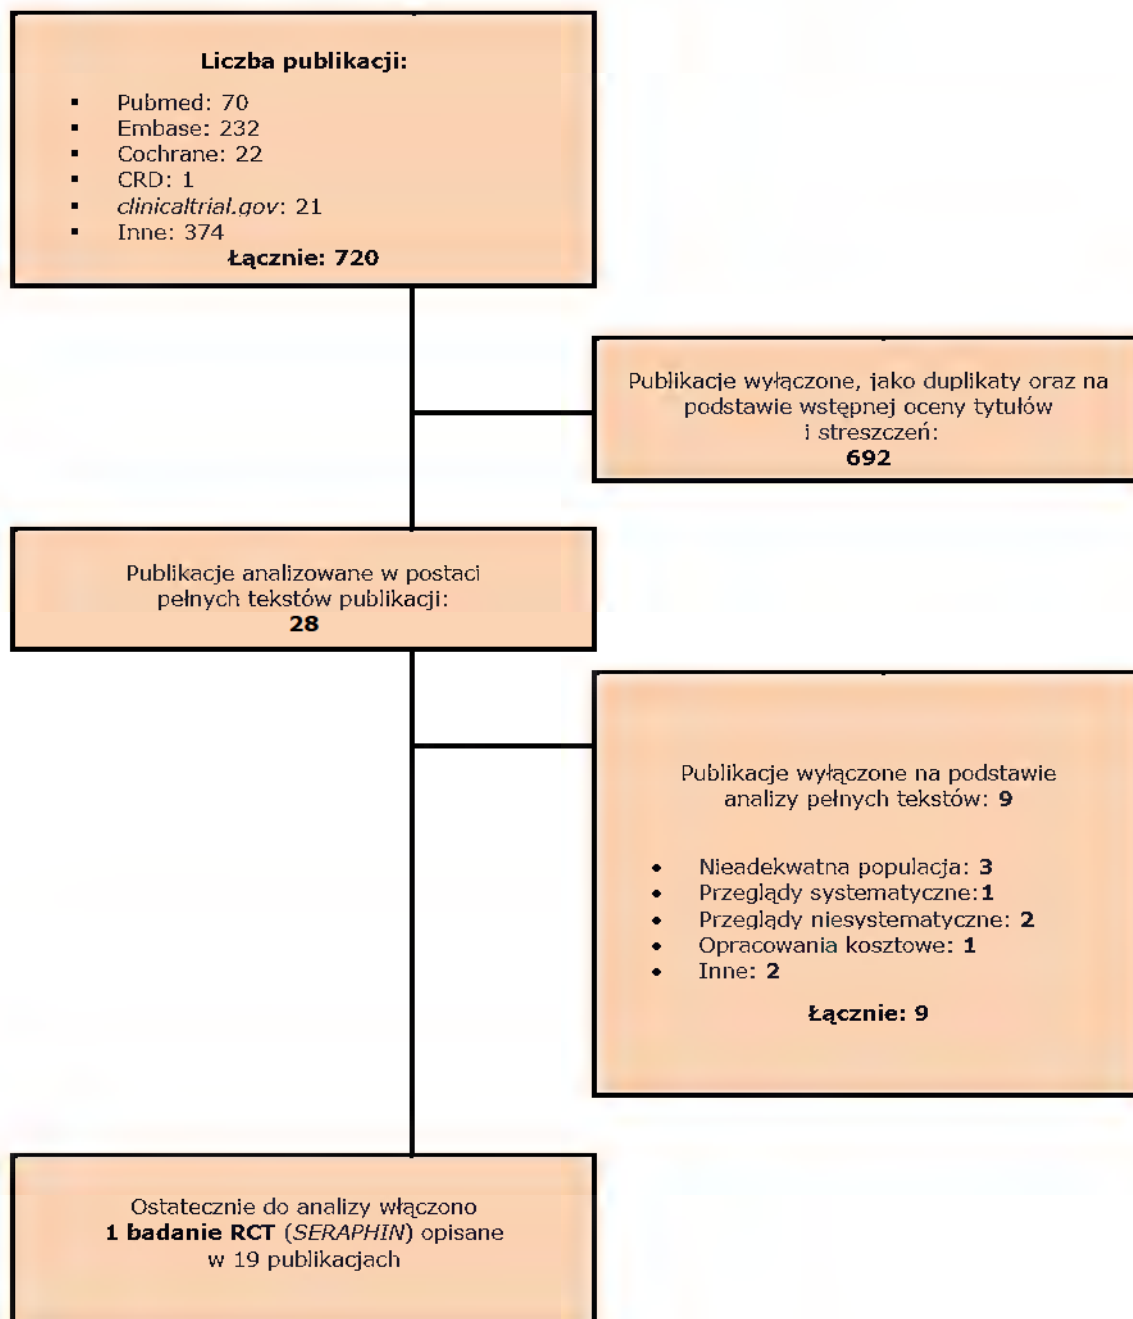 Liczba publikacji:
▪ Pubmed: 70
▪ Embase: 232
▪ Cochrane: 22
▪ CRD: 1
▪ clinicaltrial.gov: 21
▪ Inne: 374
Łącznie: 720
Publikacje wyłączone, jako duplikaty oraz na
podstawie wstępnej oceny tytułów
i streszczeń:
692
Publikacje analizowane w postaci
pełnych tekstów publikacji:
28
Publikacje wyłączone na podstawie
analizy pełnych tekstów: 9
• Nieadekwatna populacja: 3
• Przeglądy systematyczne:1
• Przeglądy niesystematyczne: 2
• Opracowania kosztowe: 1
• Inne: 2
Łącznie: 9
Ostatecznie do analizy włączono
1 badanie RCT (SERAPHIN) opisane
w 19 publikacjach